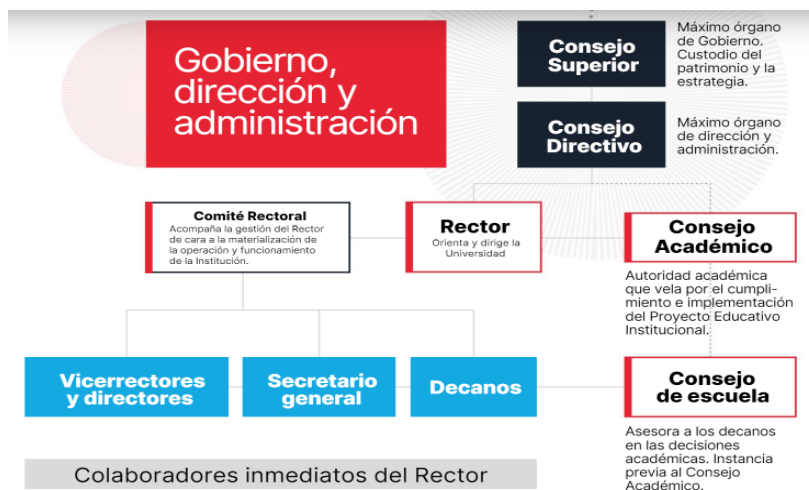 Gobierno,
dirección y
administración
Consejo
Superior
Máximo órgano
de Gobierno.
Custodio del
patrimonio y la
estrategia.
Consejo
Directivo
Máximo órgano
de dirección y
administración.
Comité Rectoral
Acompaña la gestión del Rector
de cara a la materialización de
la operación y funcionamiento
de la Institución.
Rector
Orienta y dirige la
Universidad
Consejo
Académico
Autoridad académica
que vela por el cumpli-
miento e implementación
del Proyecto Educativo
Institucional.
Vicerrectores
y directores
Secretario
general
Decanos
Consejo
de escuela
Asesora a los decanos
en las decisiones
académicas. Instancia
previa al Consejo
Académico.
Colaboradores inmediatos del Rector